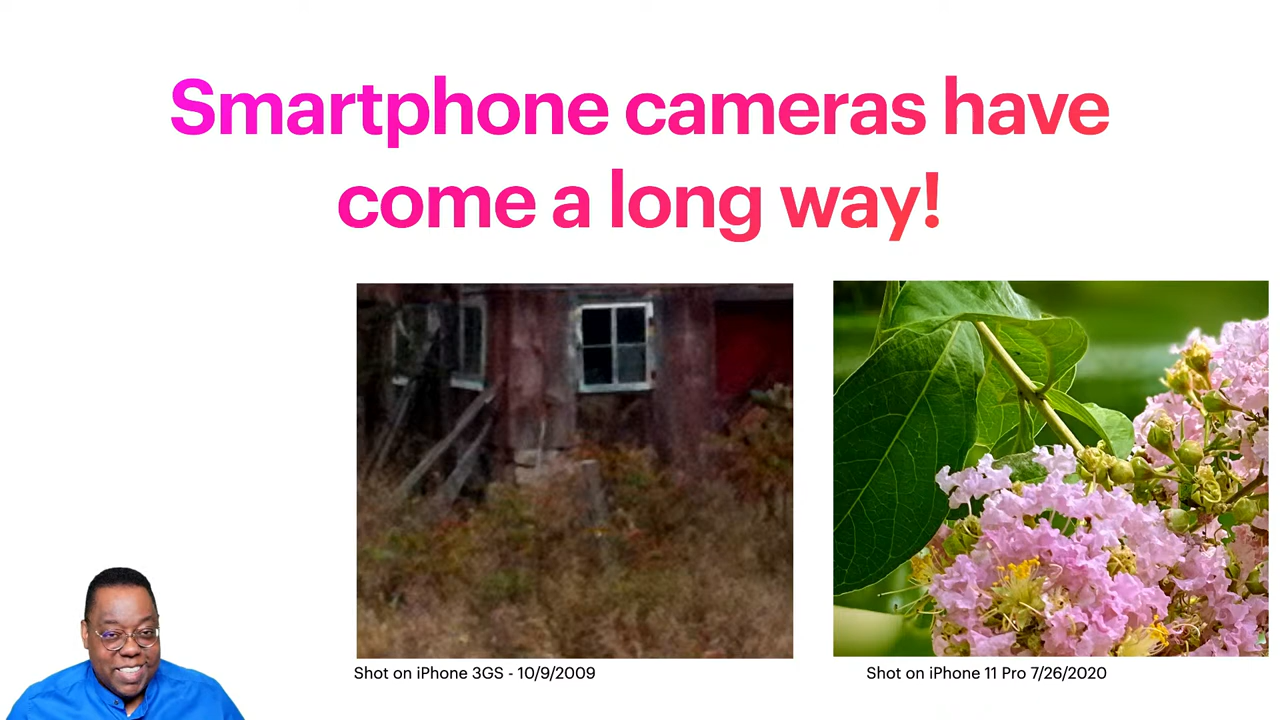 Smartphone cameras have
come a long way!
Shot on iPhone 3GS - 10/9/2009
Shot on iPhone 11 Pro 7/26/2020